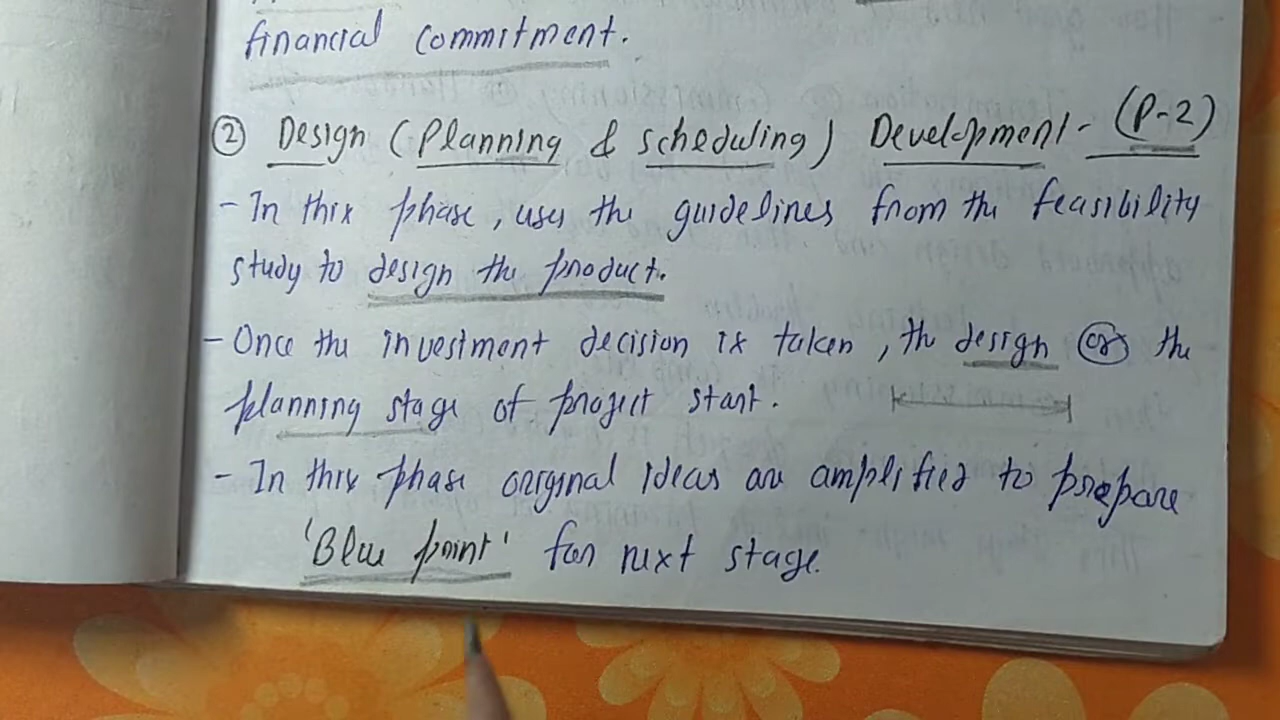 financial commitment.
② Design (Planning & scheduling) Development - (P-2)
- In this phase, uses the guidelines from the feasibility
study to design the product.
- Once the investment decision is taken, the design or the
planning stage of project start.
- In this phase original ideas are amplified to prepare
'Blue point' for next stage.